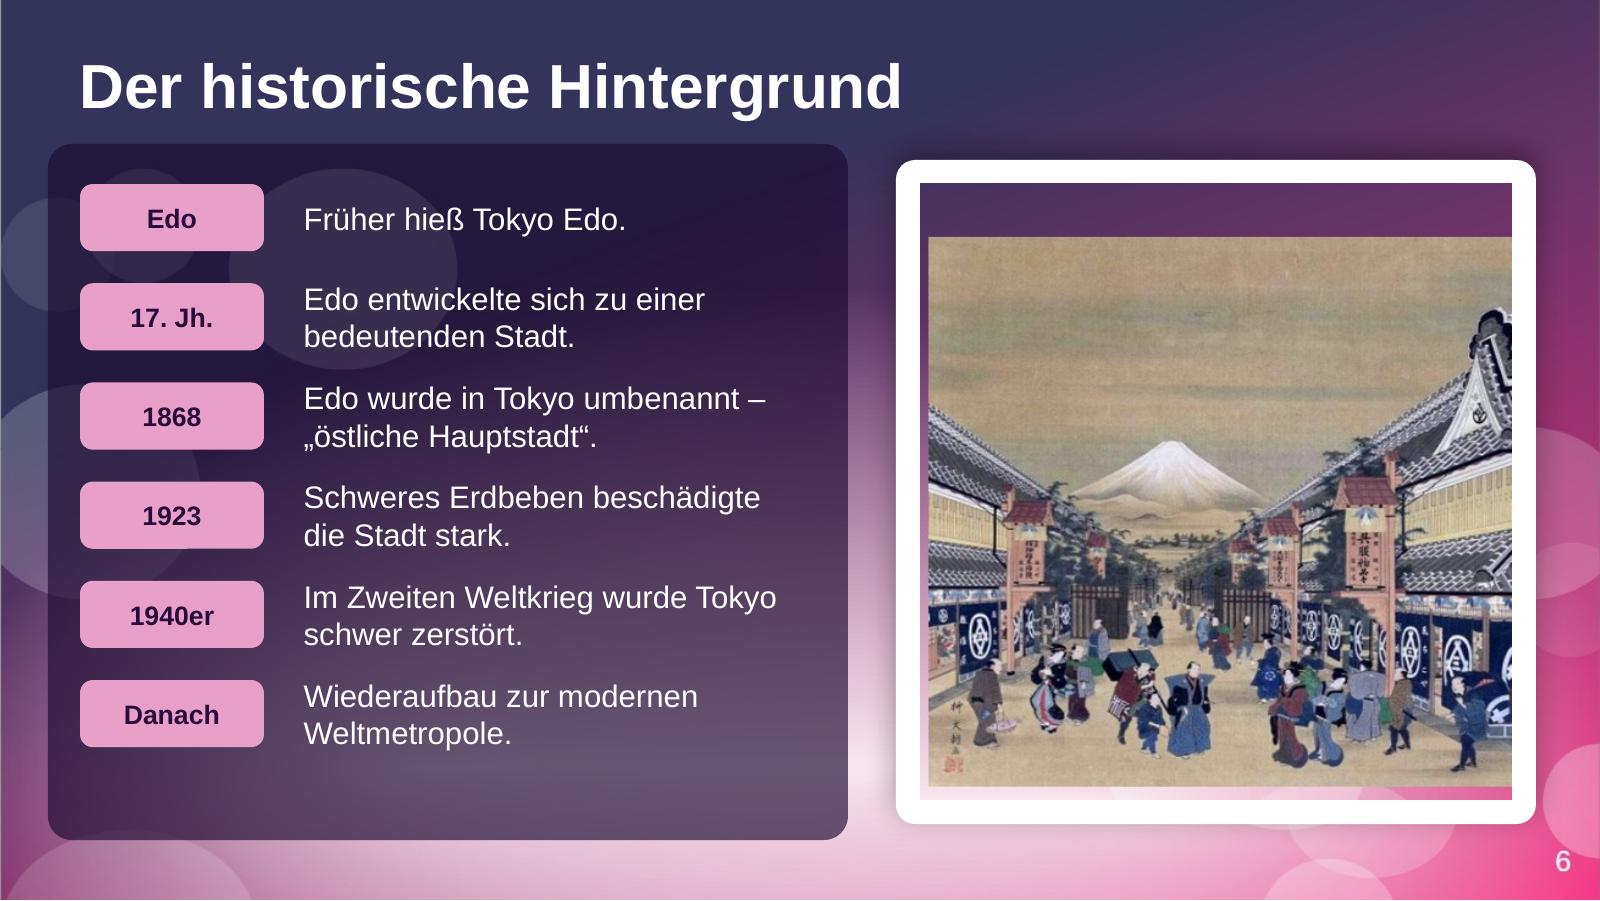 Der historische Hintergrund
Edo
Früher hieß Tokyo Edo.
17. Jh.
Edo entwickelte sich zu einer
bedeutenden Stadt.
1868
Edo wurde in Tokyo umbenannt –
„östliche Hauptstadt“.
1923
Schweres Erdbeben beschädigte
die Stadt stark.
1940er
Im Zweiten Weltkrieg wurde Tokyo
schwer zerstört.
Danach
Wiederaufbau zur modernen
Weltmetropole.
6